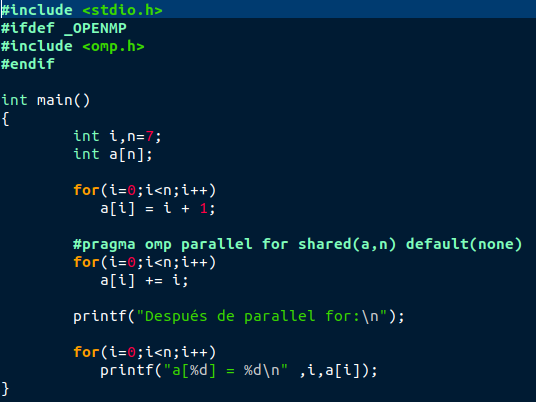 #include <stdio.h>
#ifdef _OPENMP
#include <omp.h>
#endif

int main()
{
        int i,n=7;
        int a[n];

        for(i=0;i<n;i++)
           a[i] = i + 1;

        #pragma omp parallel for shared(a,n) default(none)
        for(i=0;i<n;i++)
           a[i] += i;

        printf("Después de parallel for:\n");

        for(i=0;i<n;i++)
           printf("a[%d] = %d\n" ,i,a[i]);
}